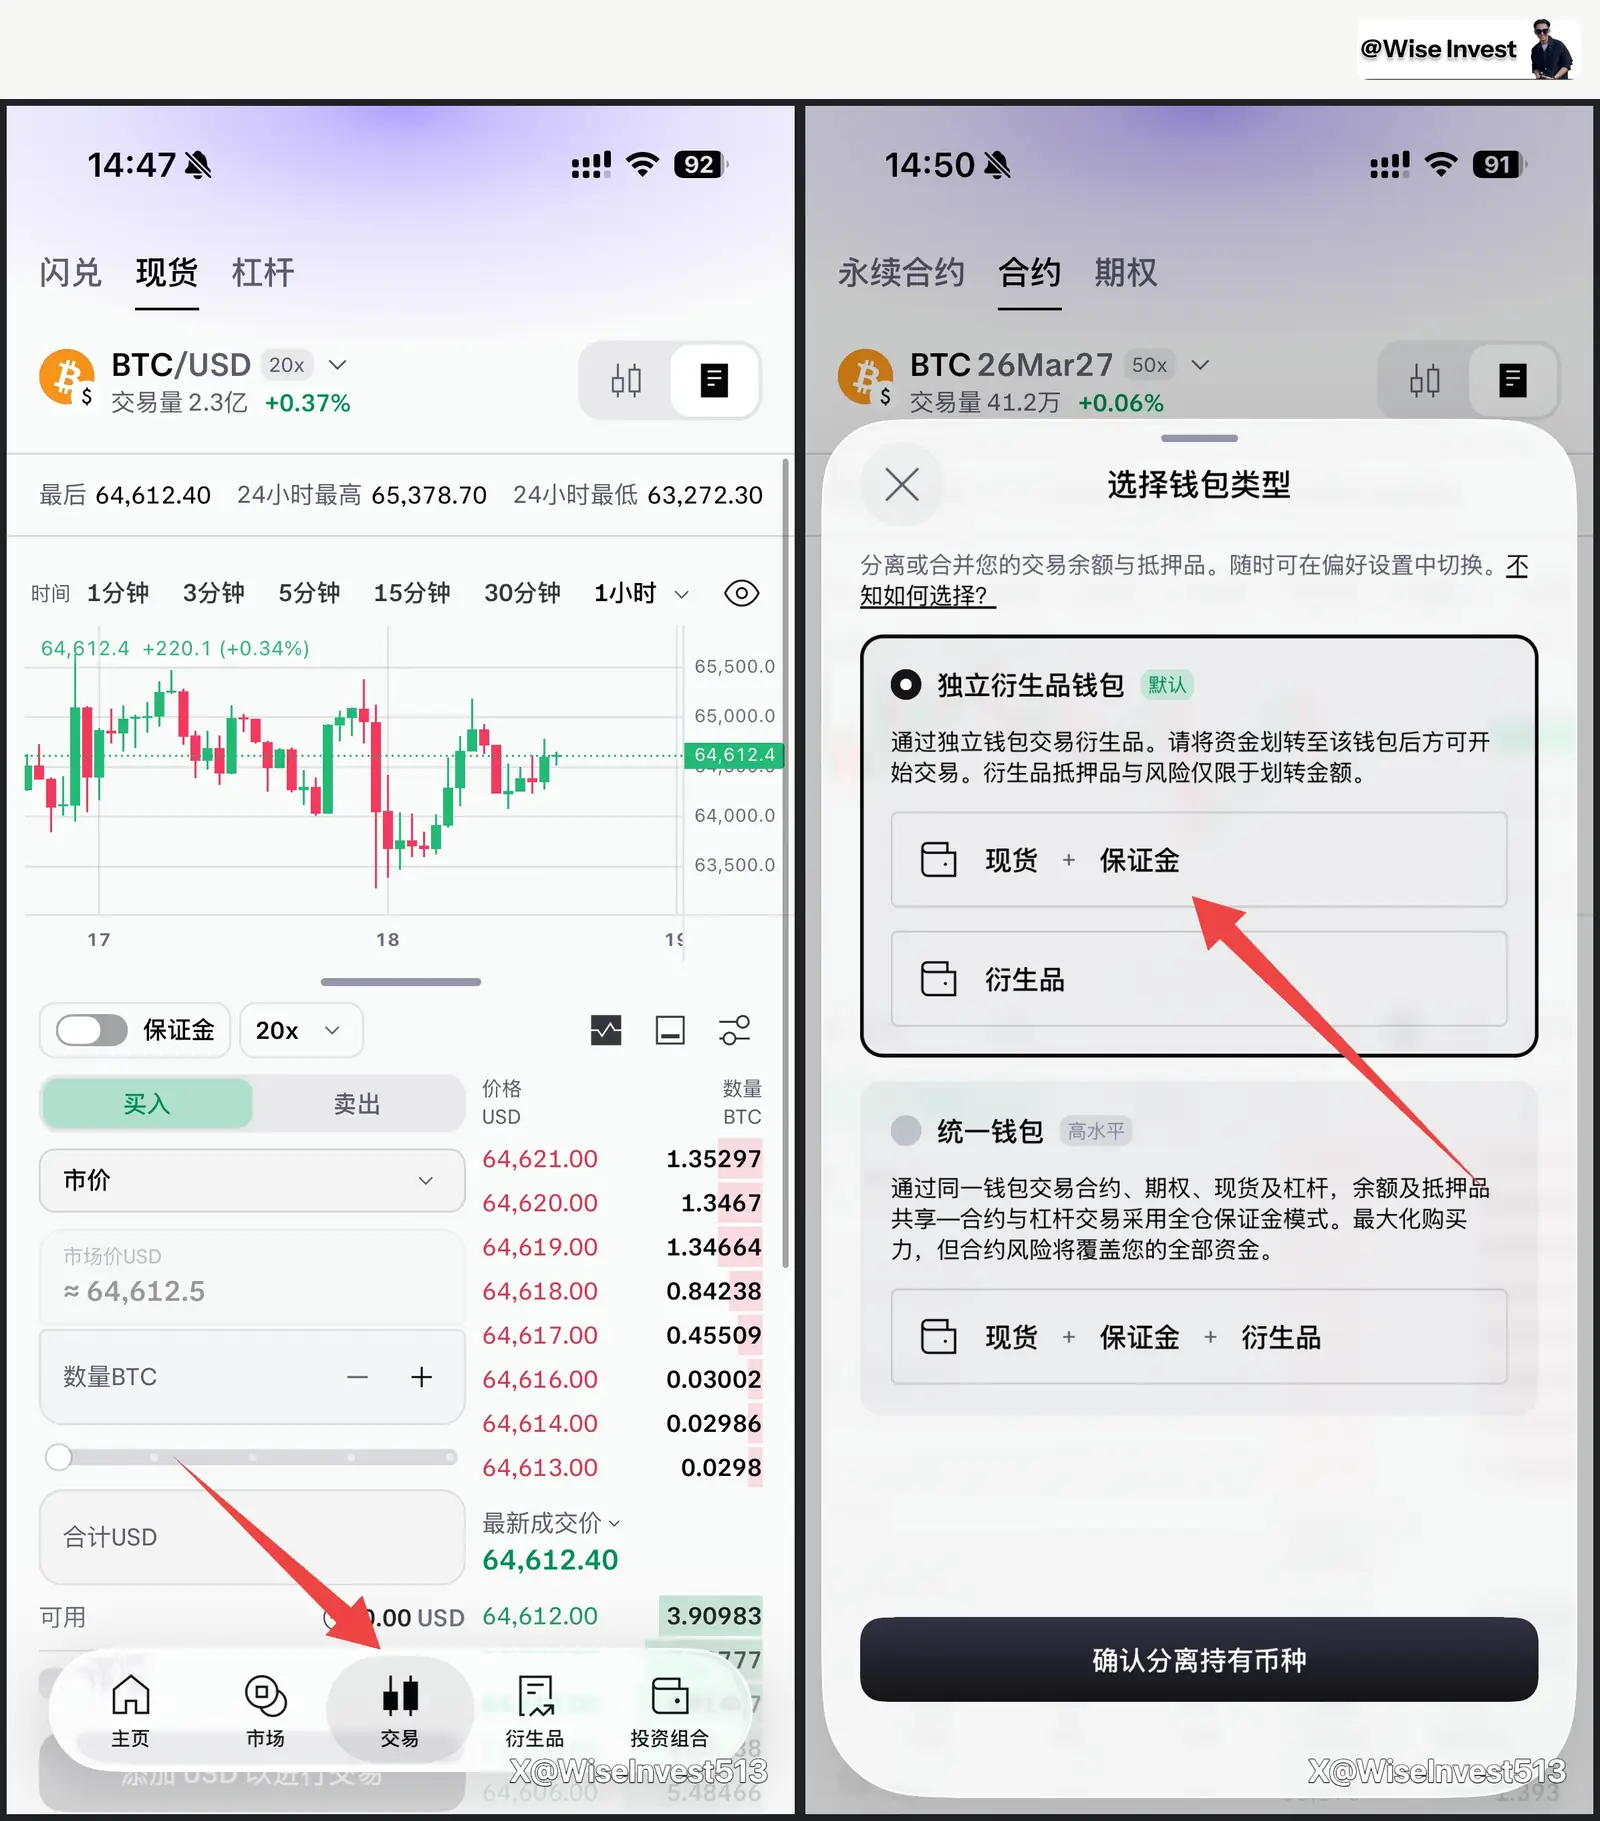 @Wise Invest
14:47
92
闪兑 现货 杠杆
BTC/USD 20x
$ 交易量 2.3亿 +0.37%
最后 64,612.40 24小时最高 65,378.70 24小时最低 63,272.30
时间 1分钟 3分钟 5分钟 15分钟 30分钟 1小时
64,612.4 +220.1 (+0.34%)
65,500.0
65,000.0
64,612.4
64,000.0
63,500.0
17 18 19
保证金 20x
买入 卖出
市价
市场价USD
≈ 64,612.5
数量BTC
合计USD
可用 0.00 USD
价格 数量
USD BTC
64,621.00 1.35297
64,620.00 1.3467
64,619.00 1.34664
64,618.00 0.84238
64,617.00 0.45509
64,616.00 0.03002
64,614.00 0.02986
64,613.00 0.0298
最新成交价
64,612.40
64,612.00 3.90983
777
主页 市场 交易 衍生品 投资组合
添加 USD 以进行交易
64,606.00 5.48466
X@WiseInvest513
14:50
91
永续合约 合约 期权
BTC 26Mar27 50x
$ 交易量 41.2万 +0.06%
选择钱包类型
分离或合并您的交易余额与抵押品。随时可在偏好设置中切换。不
知如何选择？
独立衍生品钱包 默认
通过独立钱包交易衍生品。请将资金划转至该钱包后方可开
始交易。衍生品抵押品与风险仅限于划转金额。
现货 + 保证金
衍生品
统一钱包 高水平
通过同一钱包交易合约、期权、现货及杠杆，余额及抵押品
共享—合约与杠杆交易采用全仓保证金模式。最大化购买
力，但合约风险将覆盖您的全部资金。
现货 + 保证金 + 衍生品
确认分离持有币种
X@WiseInvest513